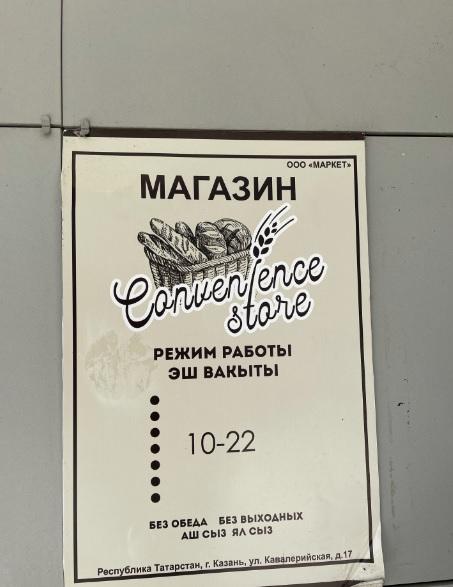 ООО «МАРКЕТ»
МАГАЗИН
Convenience
store
РЕЖИМ РАБОТЫ
ЭШ ВАКЫТЫ
10-22
БЕЗ ОБЕДА БЕЗ ВЫХОДНЫХ
АШ СЫЗ ЯЛ СЫЗ
Республика Татарстан, г. Казань, ул. Кавалерийская, д.17